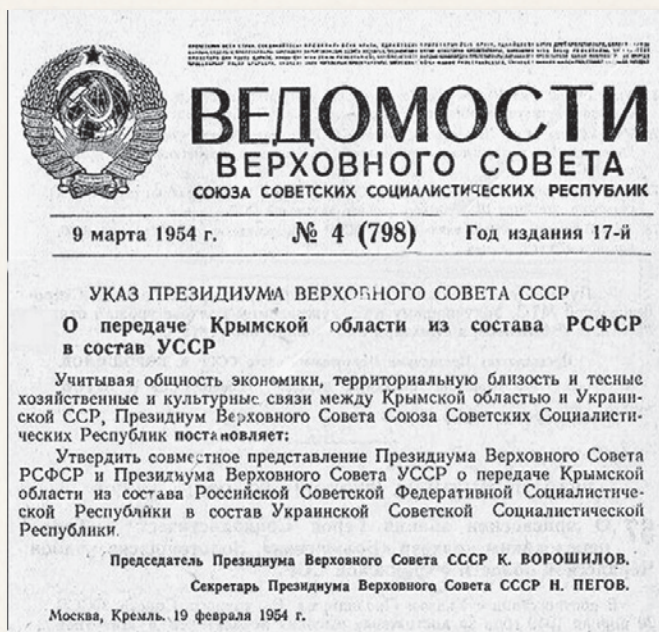 ВЕДОМОСТИ
ВЕРХОВНОГО СОВЕТА
СОЮЗА СОВЕТСКИХ СОЦИАЛИСТИЧЕСКИХ РЕСПУБЛИК
9 марта 1954 г. № 4 (798) Год издания 17-й
УКАЗ ПРЕЗИДИУМА ВЕРХОВНОГО СОВЕТА СССР
О передаче Крымской области из состава РСФСР
в состав УССР
Учитывая общность экономики, территориальную близость и тесные
хозяйственные и культурные связи между Крымской областью и Украин-
ской ССР, Президиум Верховного Совета Союза Советских Социалисти-
ческих Республик постановляет:
Утвердить совместное представление Президиума Верховного Совета
РСФСР и Президиума Верховного Совета УССР о передаче Крымской
области из состава Российской Советской Федеративной Социалистиче-
ской Республики в состав Украинской Советской Социалистической
Республики.
Председатель Президиума Верховного Совета СССР К. ВОРОШИЛОВ.
Секретарь Президиума Верховного Совета СССР Н. ПЕГОВ.
Москва, Кремль. 19 февраля 1954 г.